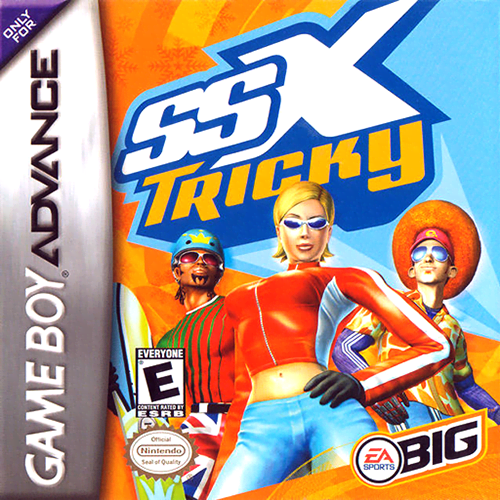 ONLY
FOR
GAME BOY ADVANCE
SSX
TRICKY
EVERYONE
E
CONTENT RATED BY
ESRB
Official
Nintendo
Seal of Quality
EA
SPORTS
BIG